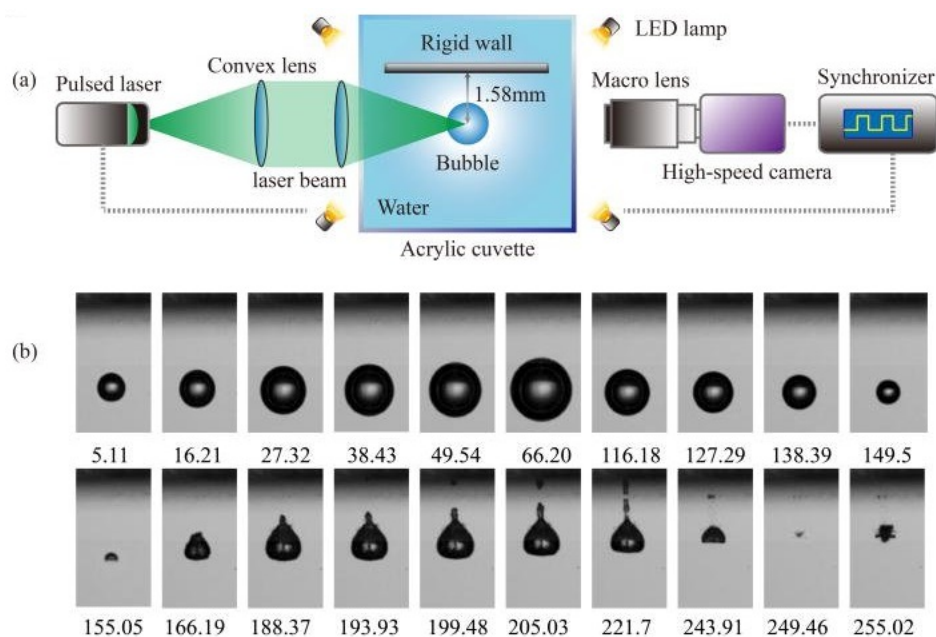 (a)
Pulsed laser
Convex lens
laser beam
Rigid wall
1.58mm
Bubble
Water
Acrylic cuvette
LED lamp
Macro lens
High-speed camera
Synchronizer
(b)
5.11 16.21 27.32 38.43 49.54 66.20 116.18 127.29 138.39 149.5
155.05 166.19 188.37 193.93 199.48 205.03 221.7 243.91 249.46 255.02